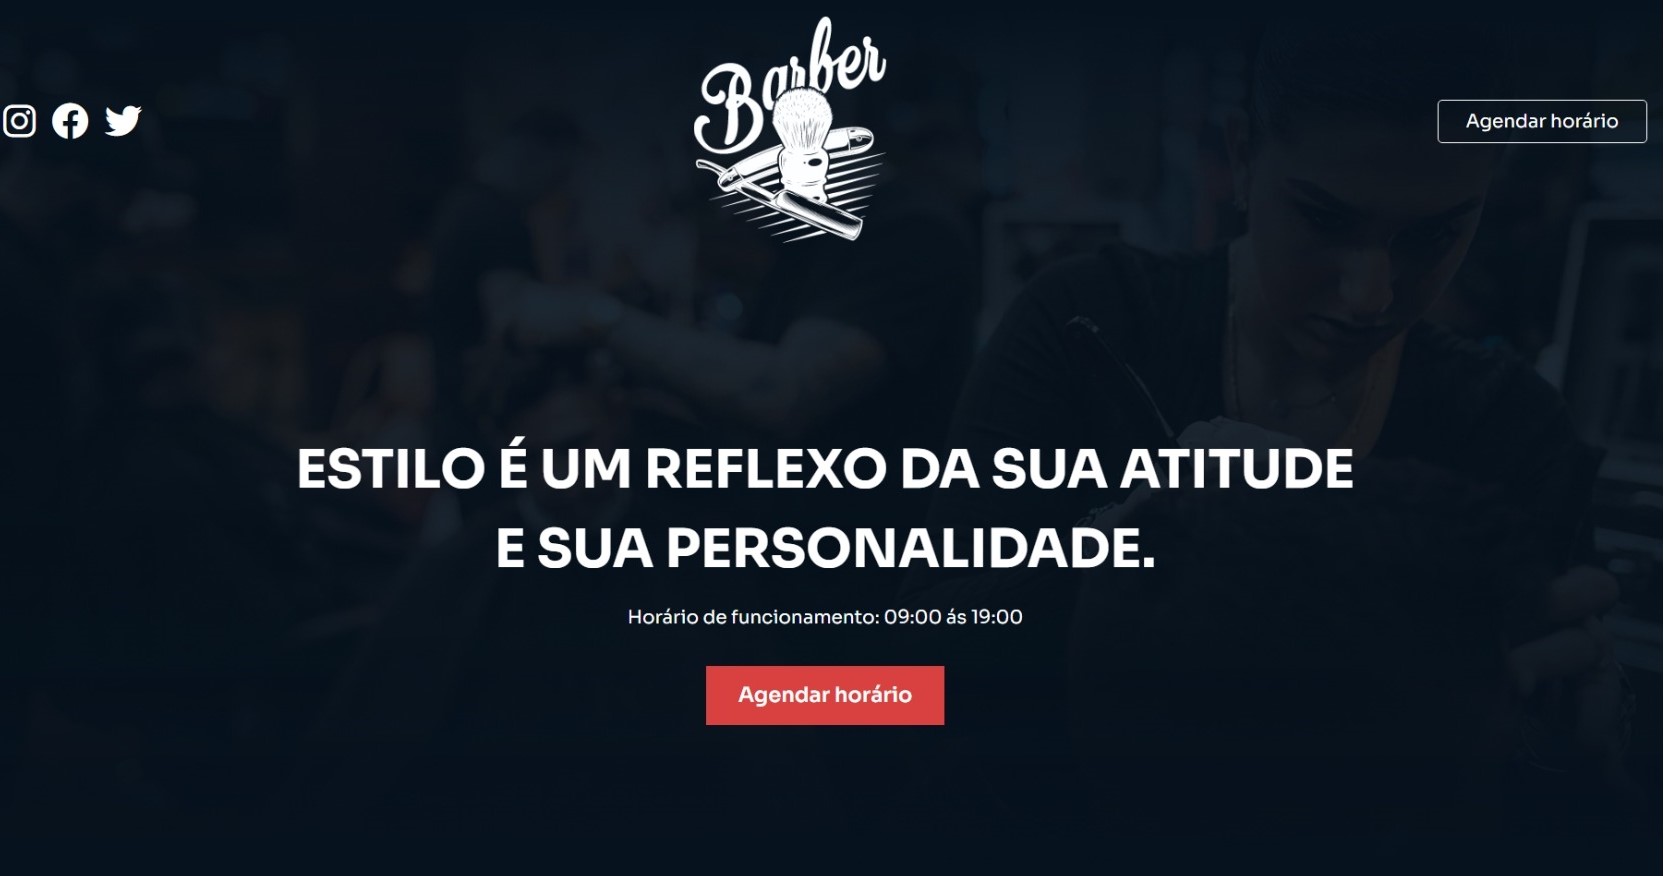 Barber
Agendar horário
ESTILO É UM REFLEXO DA SUA ATITUDE
E SUA PERSONALIDADE.
Horário de funcionamento: 09:00 ás 19:00
Agendar horário